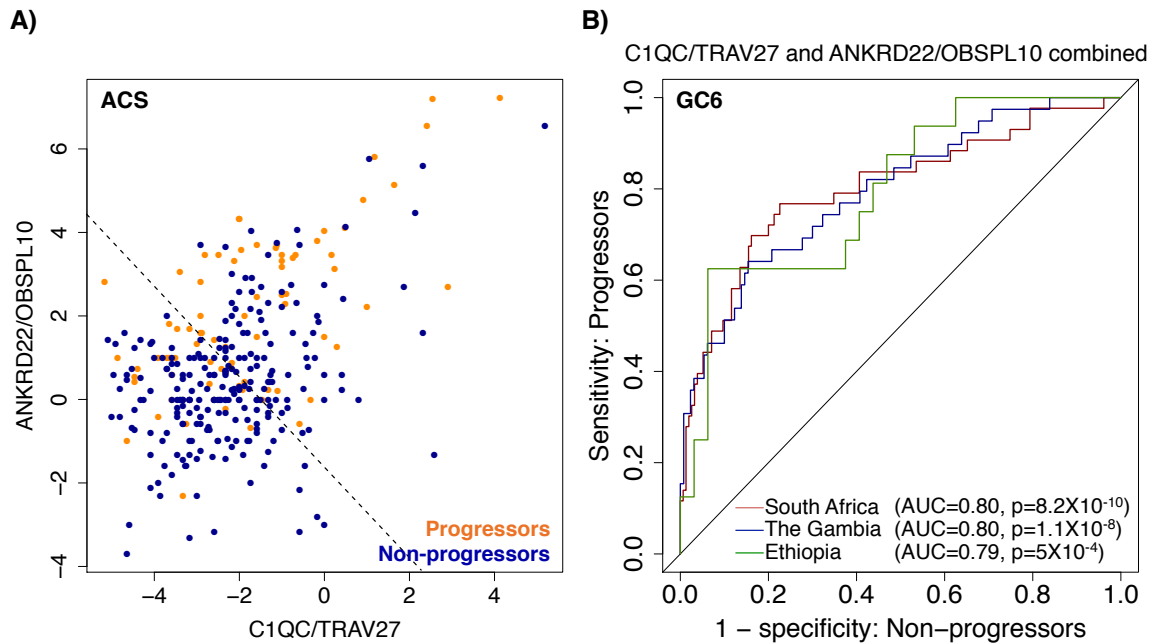 A)
ACS
ANKRD22/OBSPL10
6
4
2
0
−2
−4
Progressors
Non−progressors
−4 −2 0 2 4
C1QC/TRAV27
B)
C1QC/TRAV27 and ANKRD22/OBSPL10 combined
GC6
Sensitivity: Progressors
1.0
0.8
0.6
0.4
0.2
0.0
South Africa (AUC=0.80, p=8.2X10⁻¹⁰)
The Gambia (AUC=0.80, p=1.1X10⁻⁸)
Ethiopia (AUC=0.79, p=5X10⁻⁴)
0.0 0.2 0.4 0.6 0.8 1.0
1 − specificity: Non−progressors